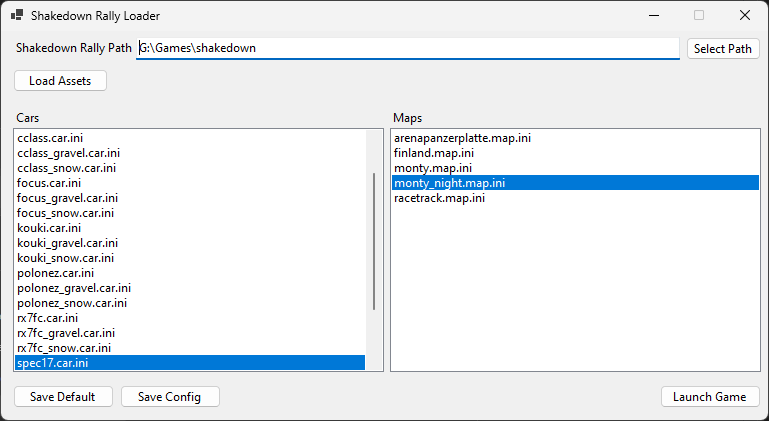 Shakedown Rally Loader
Shakedown Rally Path G:\Games\shakedown Select Path
Load Assets
Cars
cclass.car.ini
cclass_gravel.car.ini
cclass_snow.car.ini
focus.car.ini
focus_gravel.car.ini
focus_snow.car.ini
kouki.car.ini
kouki_gravel.car.ini
kouki_snow.car.ini
polonez.car.ini
polonez_gravel.car.ini
polonez_snow.car.ini
rx7fc.car.ini
rx7fc_gravel.car.ini
rx7fc_snow.car.ini
spec17.car.ini
Maps
arenapanzerplatte.map.ini
finland.map.ini
monty.map.ini
monty_night.map.ini
racetrack.map.ini
Save Default Save Config Launch Game